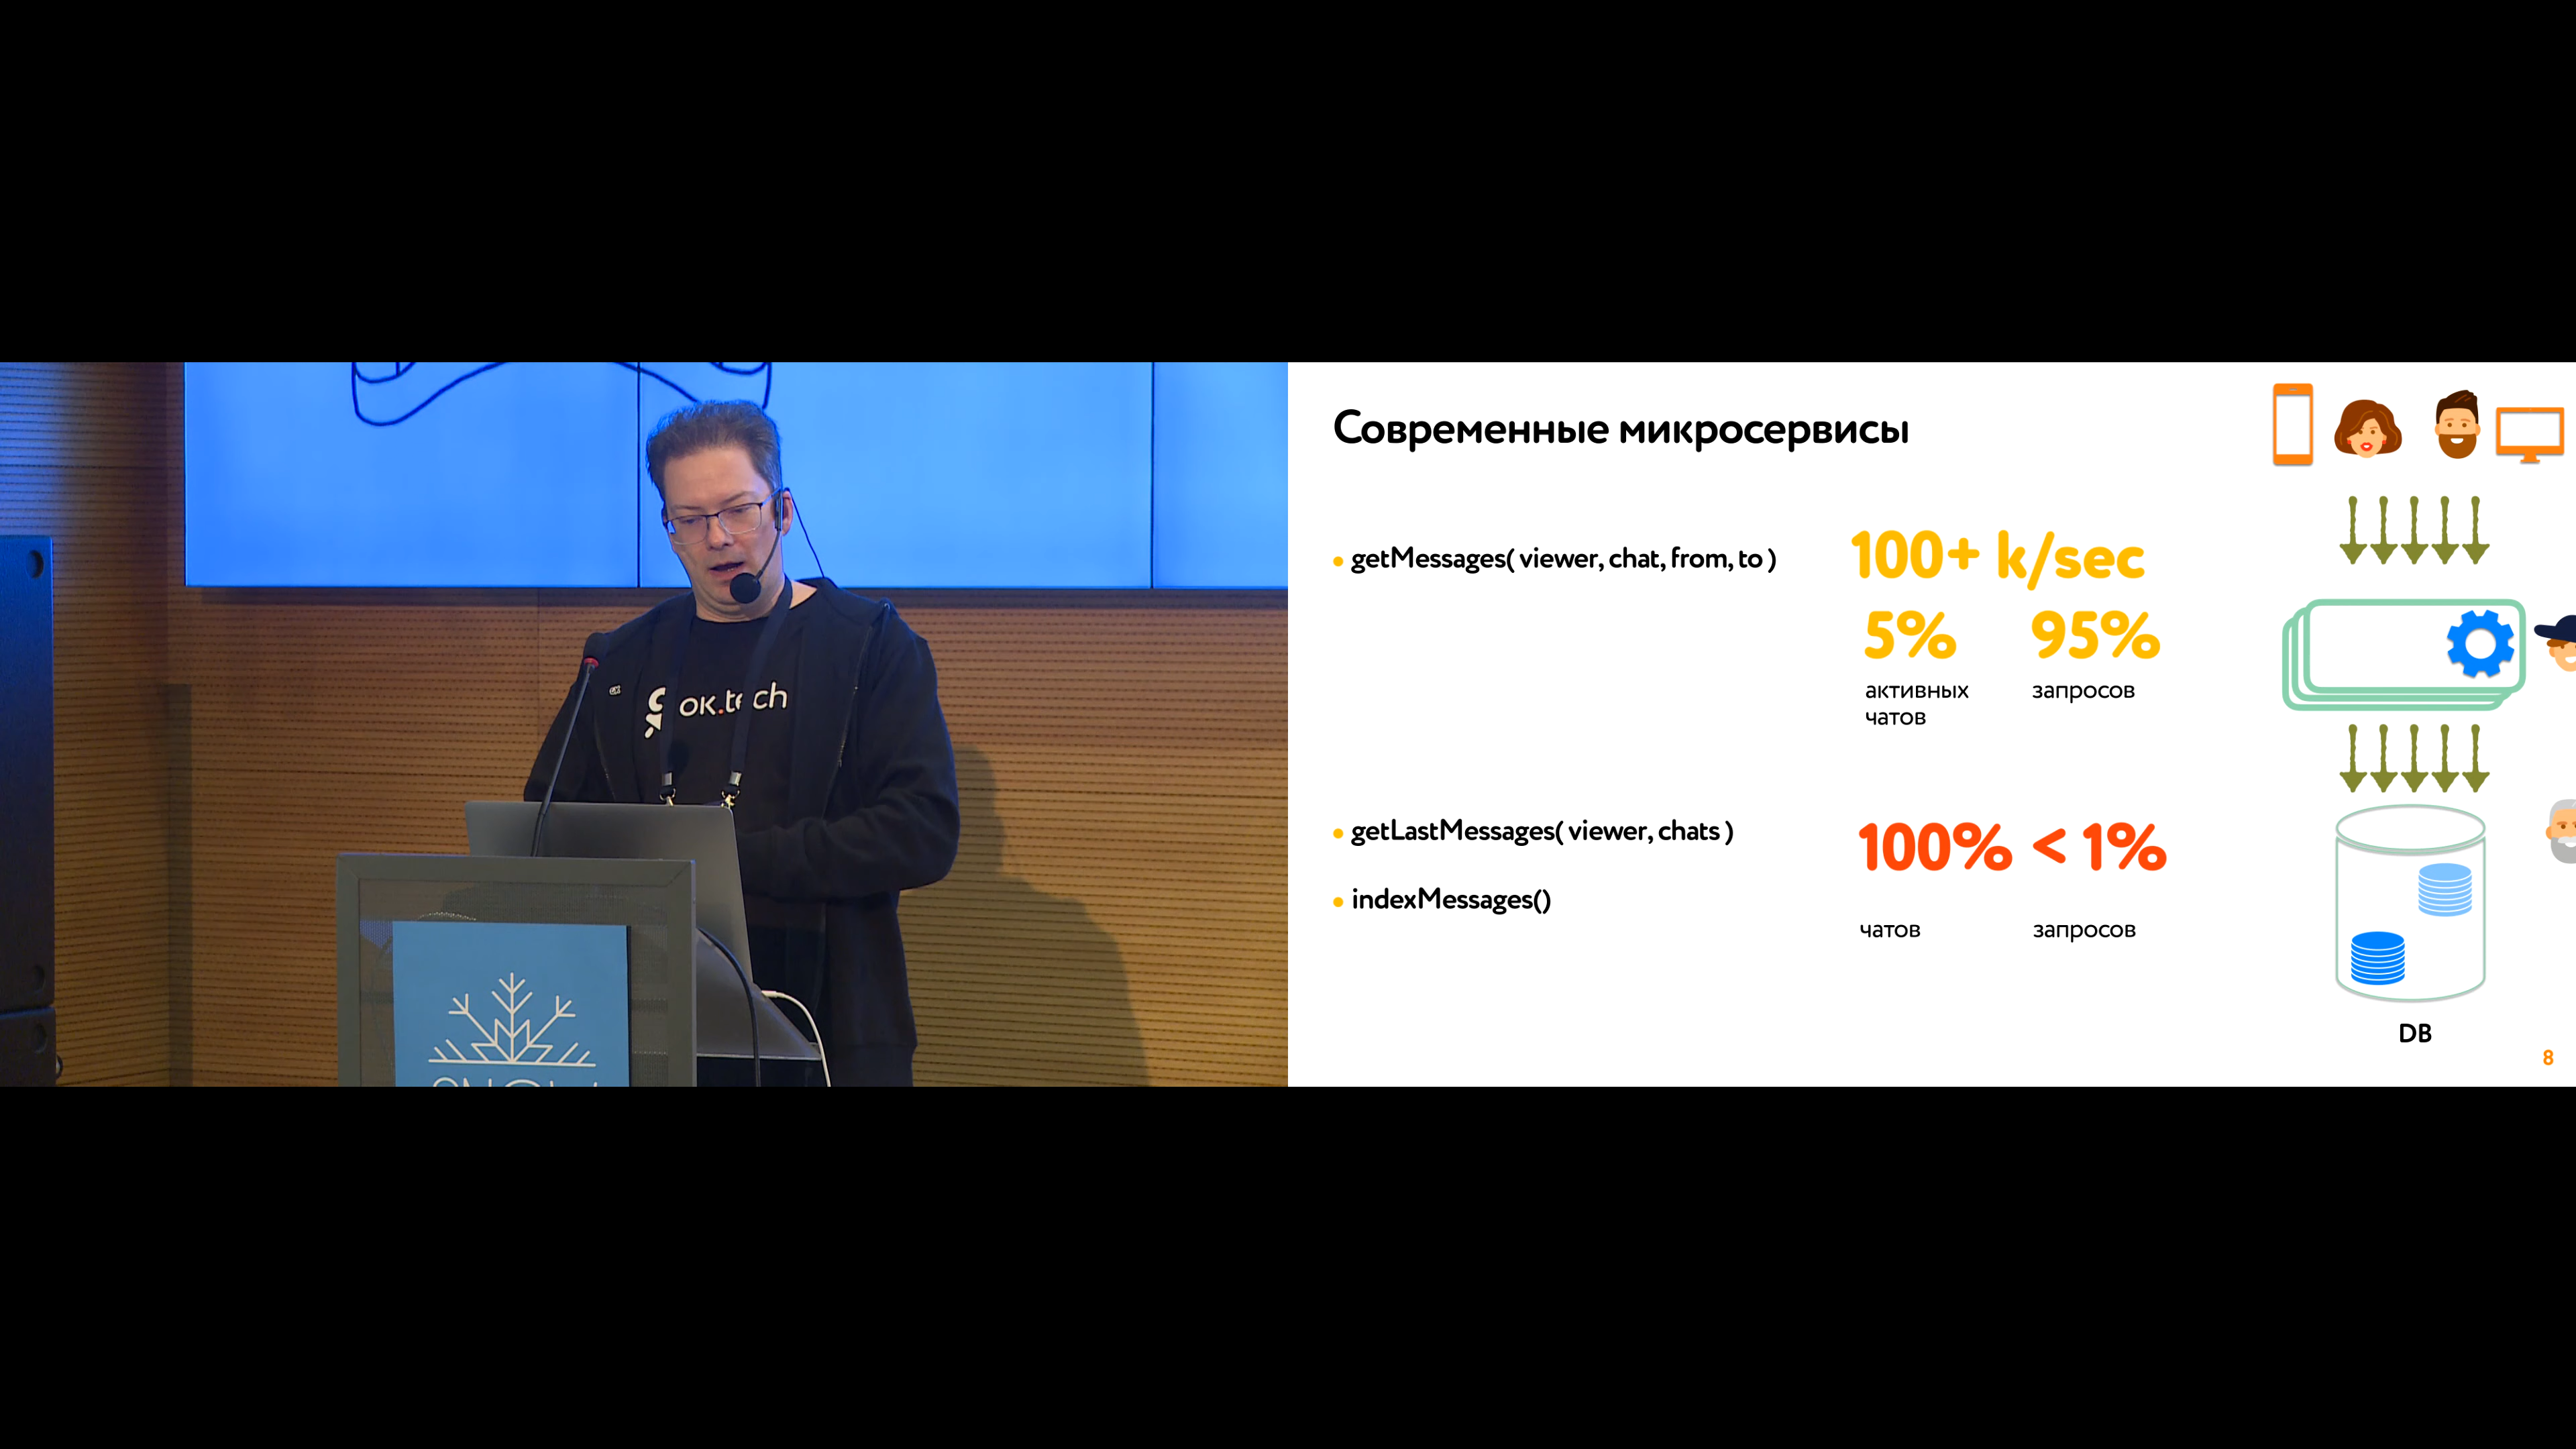 ok.tech
Современные микросервисы
getMessages( viewer, chat, from, to )
100+ k/sec
5% 95%
активных запросов
чатов
getLastMessages( viewer, chats )
100% < 1%
indexMessages()
чатов запросов
DB
8